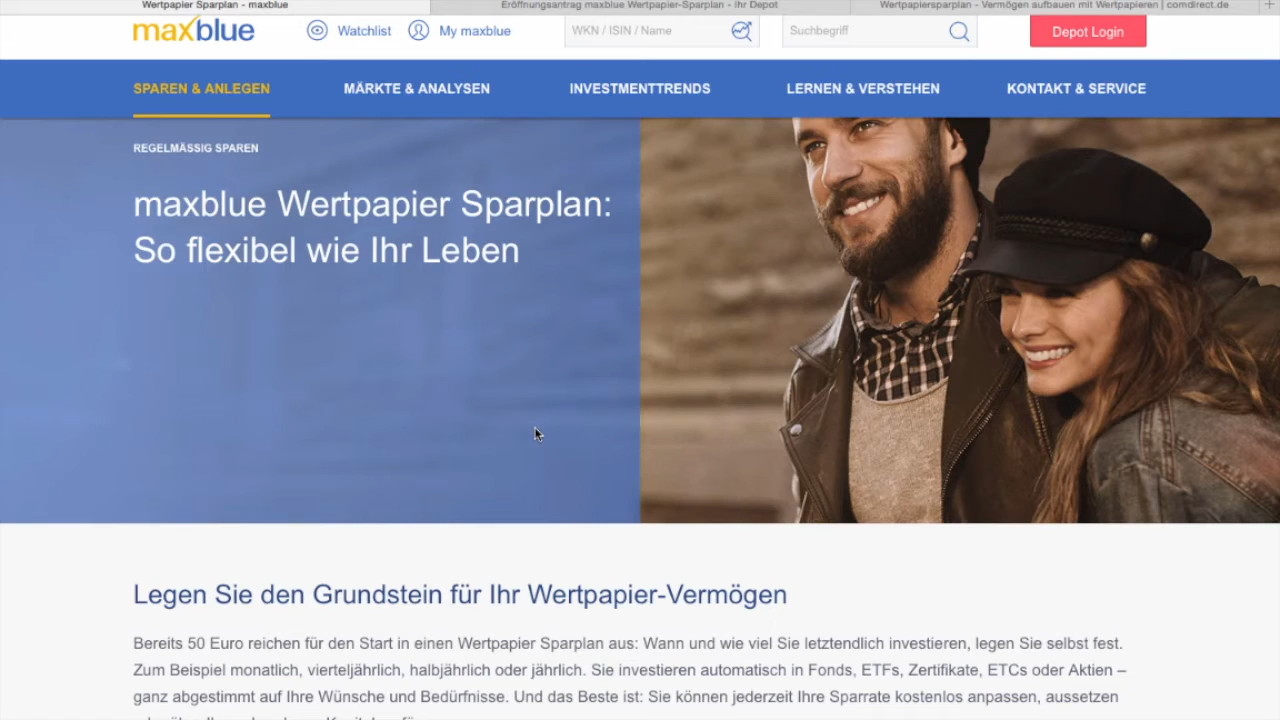 Wertpapier Sparplan - maxblue
Eröffnungsantrag maxblue Wertpapier-Sparplan - Ihr Depot
Wertpapiersparplan - Vermögen aufbauen mit Wertpapieren | comdirect.de
maxblue
Watchlist
My maxblue
WKN / ISIN / Name
Suchbegriff
Depot Login
SPAREN & ANLEGEN
MÄRKTE & ANALYSEN
INVESTMENTTRENDS
LERNEN & VERSTEHEN
KONTAKT & SERVICE
REGELMÄSSIG SPAREN
maxblue Wertpapier Sparplan:
So flexibel wie Ihr Leben
Legen Sie den Grundstein für Ihr Wertpapier-Vermögen
Bereits 50 Euro reichen für den Start in einen Wertpapier Sparplan aus: Wann und wie viel Sie letztendlich investieren, legen Sie selbst fest.
Zum Beispiel monatlich, vierteljährlich, halbjährlich oder jährlich. Sie investieren automatisch in Fonds, ETFs, Zertifikate, ETCs oder Aktien –
ganz abgestimmt auf Ihre Wünsche und Bedürfnisse. Und das Beste ist: Sie können jederzeit Ihre Sparrate kostenlos anpassen, aussetzen